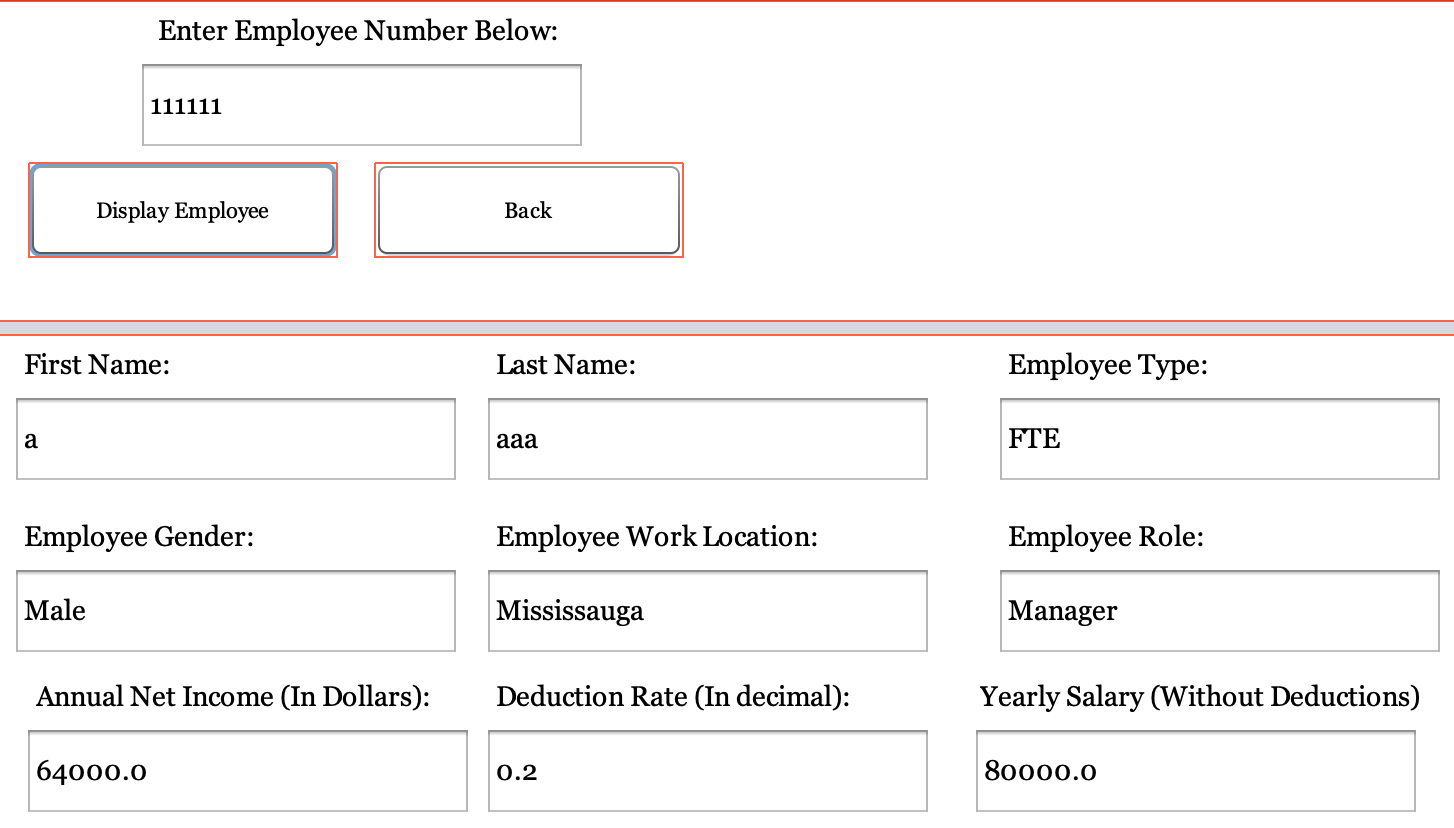 Enter Employee Number Below:
111111
Display Employee Back
First Name: Last Name: Employee Type:
a aaa FTE
Employee Gender: Employee Work Location: Employee Role:
Male Mississauga Manager
Annual Net Income (In Dollars): Deduction Rate (In decimal): Yearly Salary (Without Deductions)
64000.0 0.2 80000.0